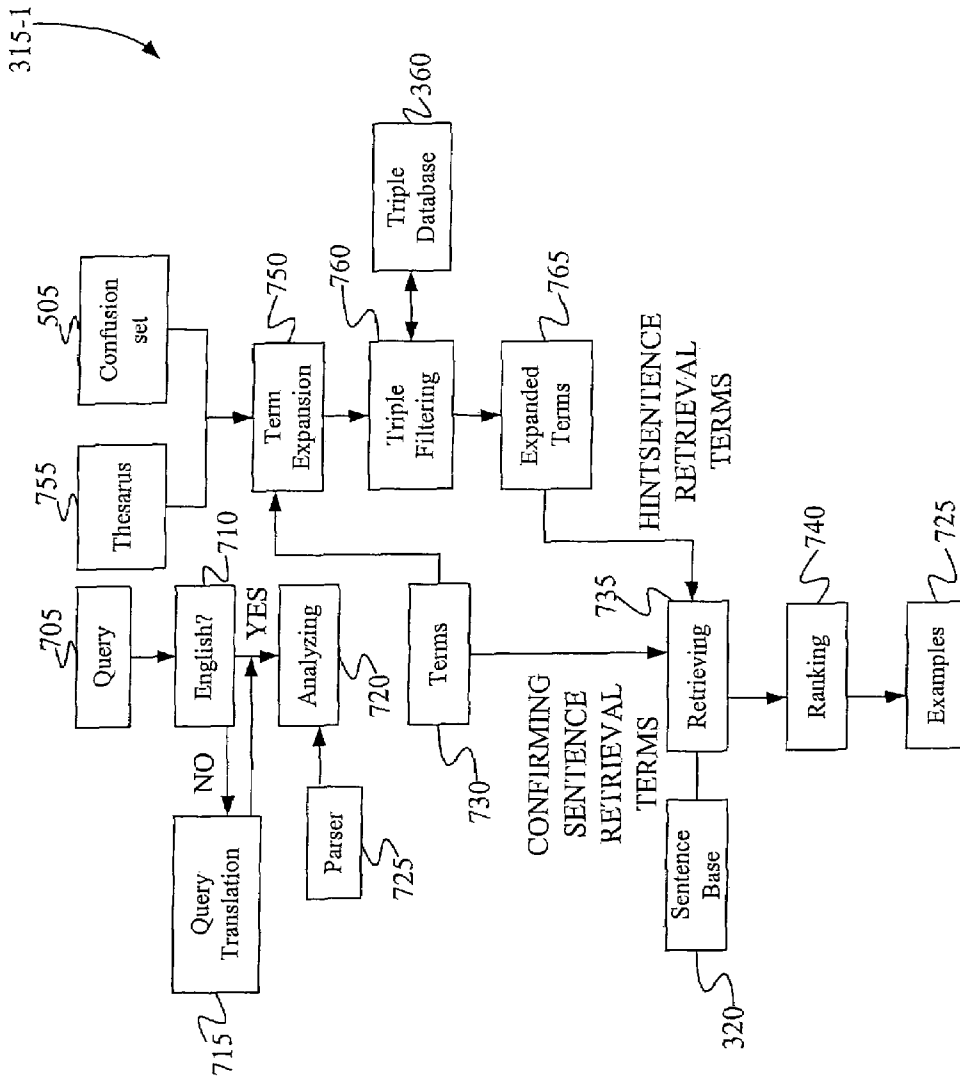 315-1
705
Query
755
Thesarus
505
Confusion
set
710
English?
YES
NO
Query
Translation
715
Analyzing
720
Parser
725
Term
Expansion
750
Triple
Filtering
760
Triple
Database
360
Expanded
Terms
765
Terms
730
CONFIRMING
SENTENCE
RETRIEVAL
TERMS
HINTSENTENCE
RETRIEVAL
TERMS
Retrieving
735
Sentence
Base
320
Ranking
740
Examples
725